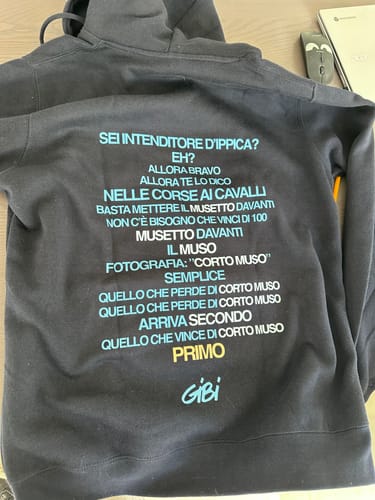 SEI INTENDITORE D'IPPICA?
EH?
ALLORA BRAVO
ALLORA TE LO DICO
NELLE CORSE AI CAVALLI
BASTA METTERE IL MUSETTO DAVANTI
NON C'È BISOGNO CHE VINCI DI 100
MUSETTO DAVANTI
IL MUSO
FOTOGRAFIA: "CORTO MUSO"
SEMPLICE
QUELLO CHE PERDE DI CORTO MUSO
QUELLO CHE PERDE DI CORTO MUSO
ARRIVA SECONDO
QUELLO CHE VINCE DI CORTO MUSO
PRIMO
GiBi